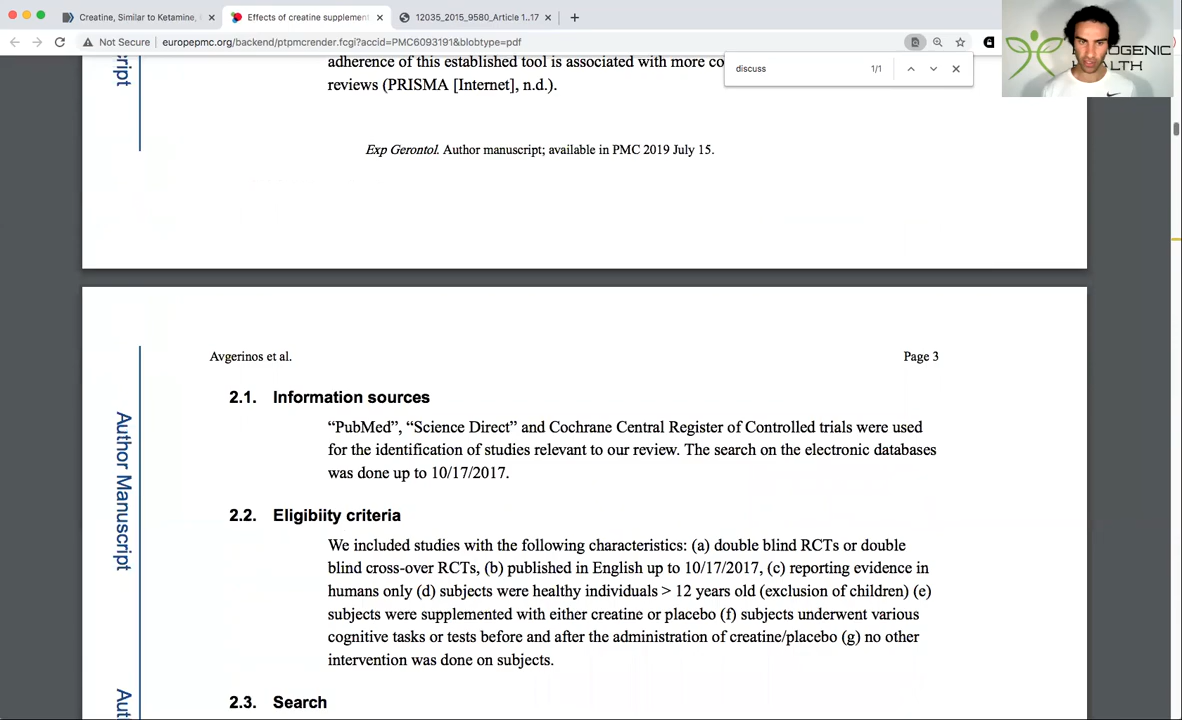 Creatine, Similar to Ketamine,
Effects of creatine supplement
12035_2015_9580_Article 1..17
Not Secure
europepmc.org/backend/ptpmcrender.fcgi?accid=PMC6093191&blobtype=pdf
discuss
1/1
OGENIC
LTH
adherence of this established tool is associated with more co
reviews (PRISMA [Internet], n.d.).
Exp Gerontol. Author manuscript; available in PMC 2019 July 15.
Avgerinos et al.
Page 3
2.1. Information sources
“PubMed”, “Science Direct” and Cochrane Central Register of Controlled trials were used
for the identification of studies relevant to our review. The search on the electronic databases
was done up to 10/17/2017.
Author Manuscript
2.2. Eligibiity criteria
We included studies with the following characteristics: (a) double blind RCTs or double
blind cross-over RCTs, (b) published in English up to 10/17/2017, (c) reporting evidence in
humans only (d) subjects were healthy individuals > 12 years old (exclusion of children) (e)
subjects were supplemented with either creatine or placebo (f) subjects underwent various
cognitive tasks or tests before and after the administration of creatine/placebo (g) no other
intervention was done on subjects.
2.3. Search